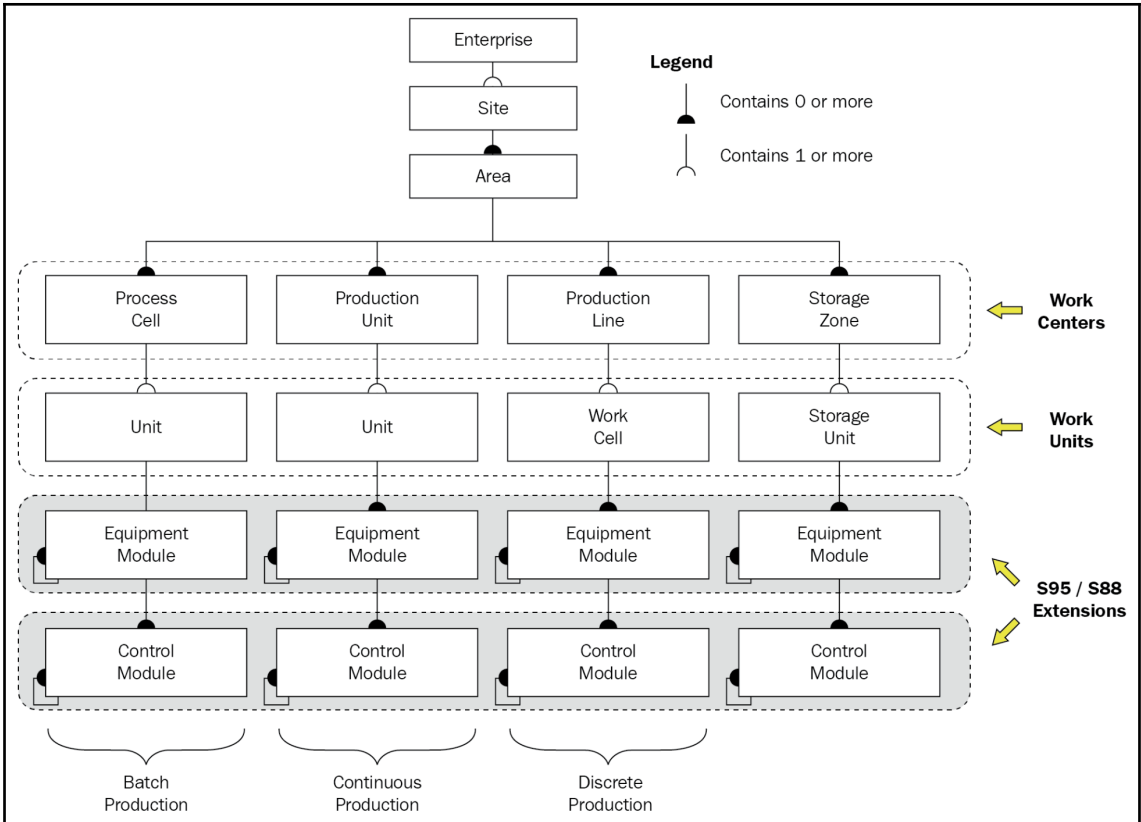 Enterprise
Legend
Site
Contains 0 or more
Area
Contains 1 or more
Process
Cell
Production
Unit
Production
Line
Storage
Zone
Work
Centers
Unit
Unit
Work
Cell
Storage
Unit
Work
Units
Equipment
Module
Equipment
Module
Equipment
Module
Equipment
Module
S95 / S88
Extensions
Control
Module
Control
Module
Control
Module
Control
Module
Batch
Production
Continuous
Production
Discrete
Production